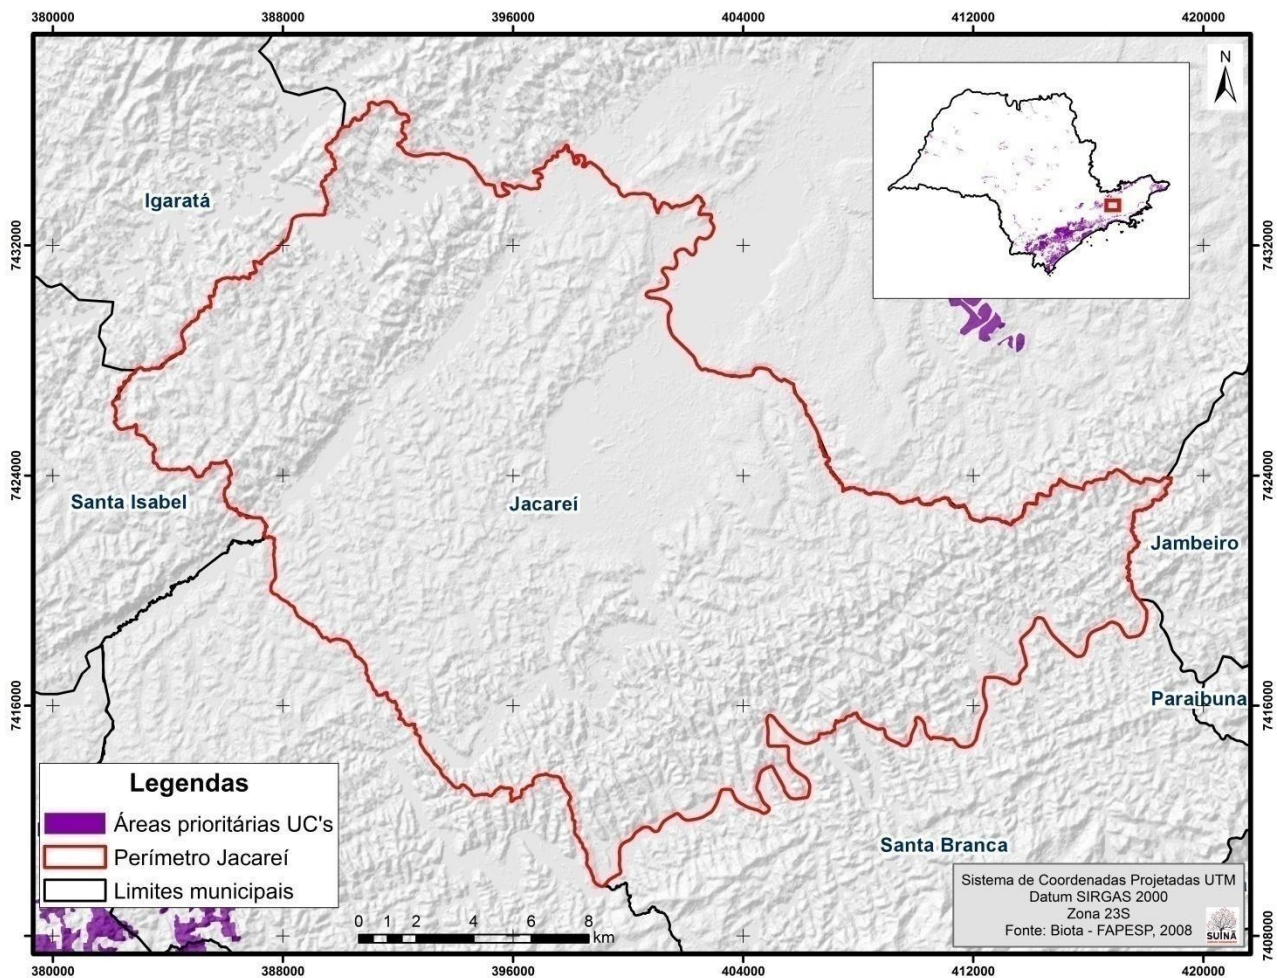 380000 388000 396000 404000 412000 420000
N
Igaratá
7432000 7432000
7424000 7424000
Santa Isabel
Jacareí
Jambeiro
7416000 7416000
Paraibuna
Legendas
Áreas prioritárias UC's
Perímetro Jacareí
Limites municipais
Santa Branca
Sistema de Coordenadas Projetadas UTM
Datum SIRGAS 2000
Zona 23S
Fonte: Biota - FAPESP, 2008
SUINÃ
0 1 2 4 6 8
km
7408000
380000 388000 396000 404000 412000 420000